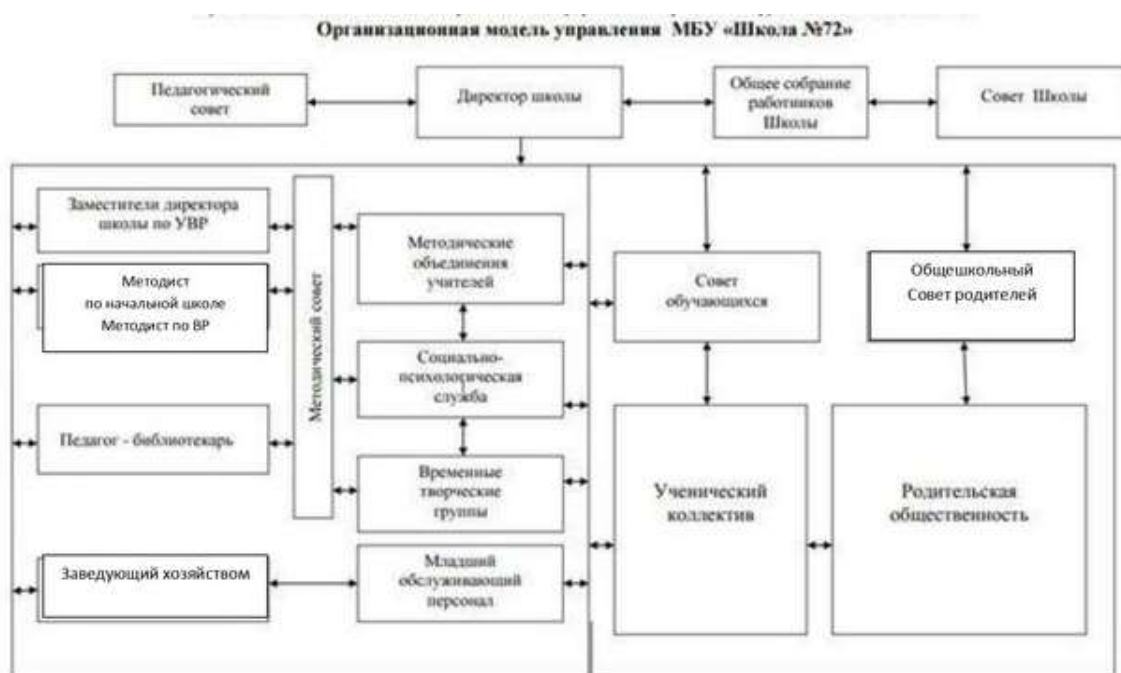 Организационная модель управления МБУ «Школа №72»
Педагогический
совет
Директор школы
Общее собрание
работников
Школы
Совет Школы
Заместители директора
школы по УВР
Методист
по начальной школе
Методист по ВР
Педагог - библиотекарь
Заведующий хозяйством
Методический совет
Методические
объединения
учителей
Социально-
психологическая
служба
Временные
творческие
группы
Младший
обслуживающий
персонал
Совет
обучающихся
Общешкольный
Совет родителей
Ученический
коллектив
Родительская
общественность